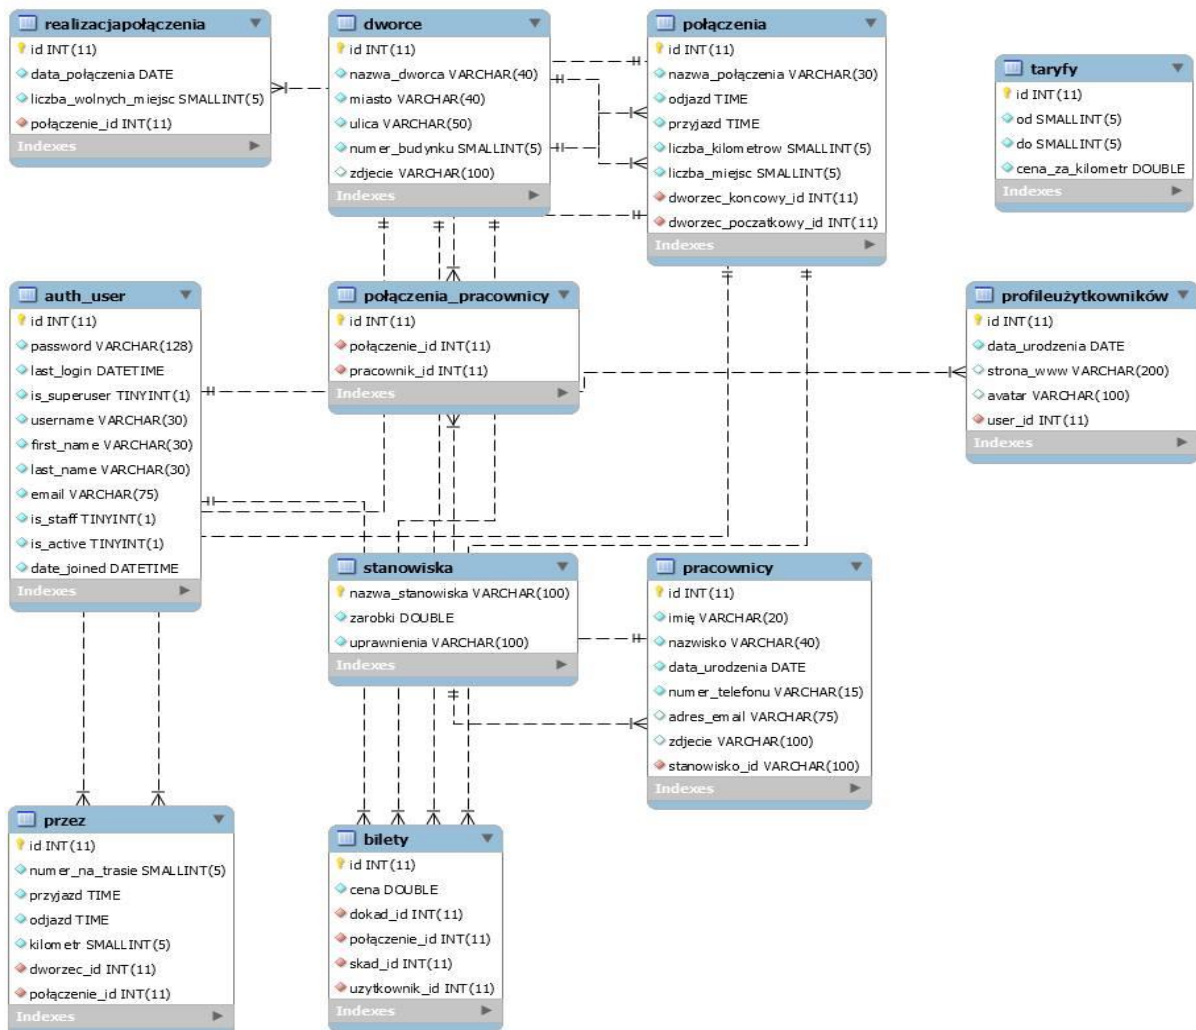 realizacjapołączenia
id INT(11)
data_połączenia DATE
liczba_wolnych_miejsc SMALLINT(5)
połączenie_id INT(11)
Indexes
dworce
id INT(11)
nazwa_dworca VARCHAR(40)
miasto VARCHAR(40)
ulica VARCHAR(50)
numer_budynku SMALLINT(5)
zdjecie VARCHAR(100)
Indexes
połączenia
id INT(11)
nazwa_połączenia VARCHAR(30)
odjazd TIME
przyjazd TIME
liczba_kilometrow SMALLINT(5)
liczba_miejsc SMALLINT(5)
dworzec_koncowy_id INT(11)
dworzec_poczatkowy_id INT(11)
Indexes
taryfy
id INT(11)
od SMALLINT(5)
do SMALLINT(5)
cena_za_kilometr DOUBLE
Indexes
auth_user
id INT(11)
password VARCHAR(128)
last_login DATETIME
is_superuser TINYINT(1)
username VARCHAR(30)
first_name VARCHAR(30)
last_name VARCHAR(30)
email VARCHAR(75)
is_staff TINYINT(1)
is_active TINYINT(1)
date_joined DATETIME
Indexes
połączenia_pracownicy
id INT(11)
połączenie_id INT(11)
pracownik_id INT(11)
Indexes
profileużytkowników
id INT(11)
data_urodzenia DATE
strona_www VARCHAR(200)
avatar VARCHAR(100)
user_id INT(11)
Indexes
stanowiska
nazwa_stanowiska VARCHAR(100)
zarobki DOUBLE
uprawnienia VARCHAR(100)
Indexes
pracownicy
id INT(11)
imię VARCHAR(20)
nazwisko VARCHAR(40)
data_urodzenia DATE
numer_telefonu VARCHAR(15)
adres_email VARCHAR(75)
zdjecie VARCHAR(100)
stanowisko_id VARCHAR(100)
Indexes
przez
id INT(11)
numer_na_trasie SMALLINT(5)
przyjazd TIME
odjazd TIME
kilometr SMALLINT(5)
dworzec_id INT(11)
połączenie_id INT(11)
Indexes
bilety
id INT(11)
cena DOUBLE
dokad_id INT(11)
połączenie_id INT(11)
skad_id INT(11)
uzytkownik_id INT(11)
Indexes